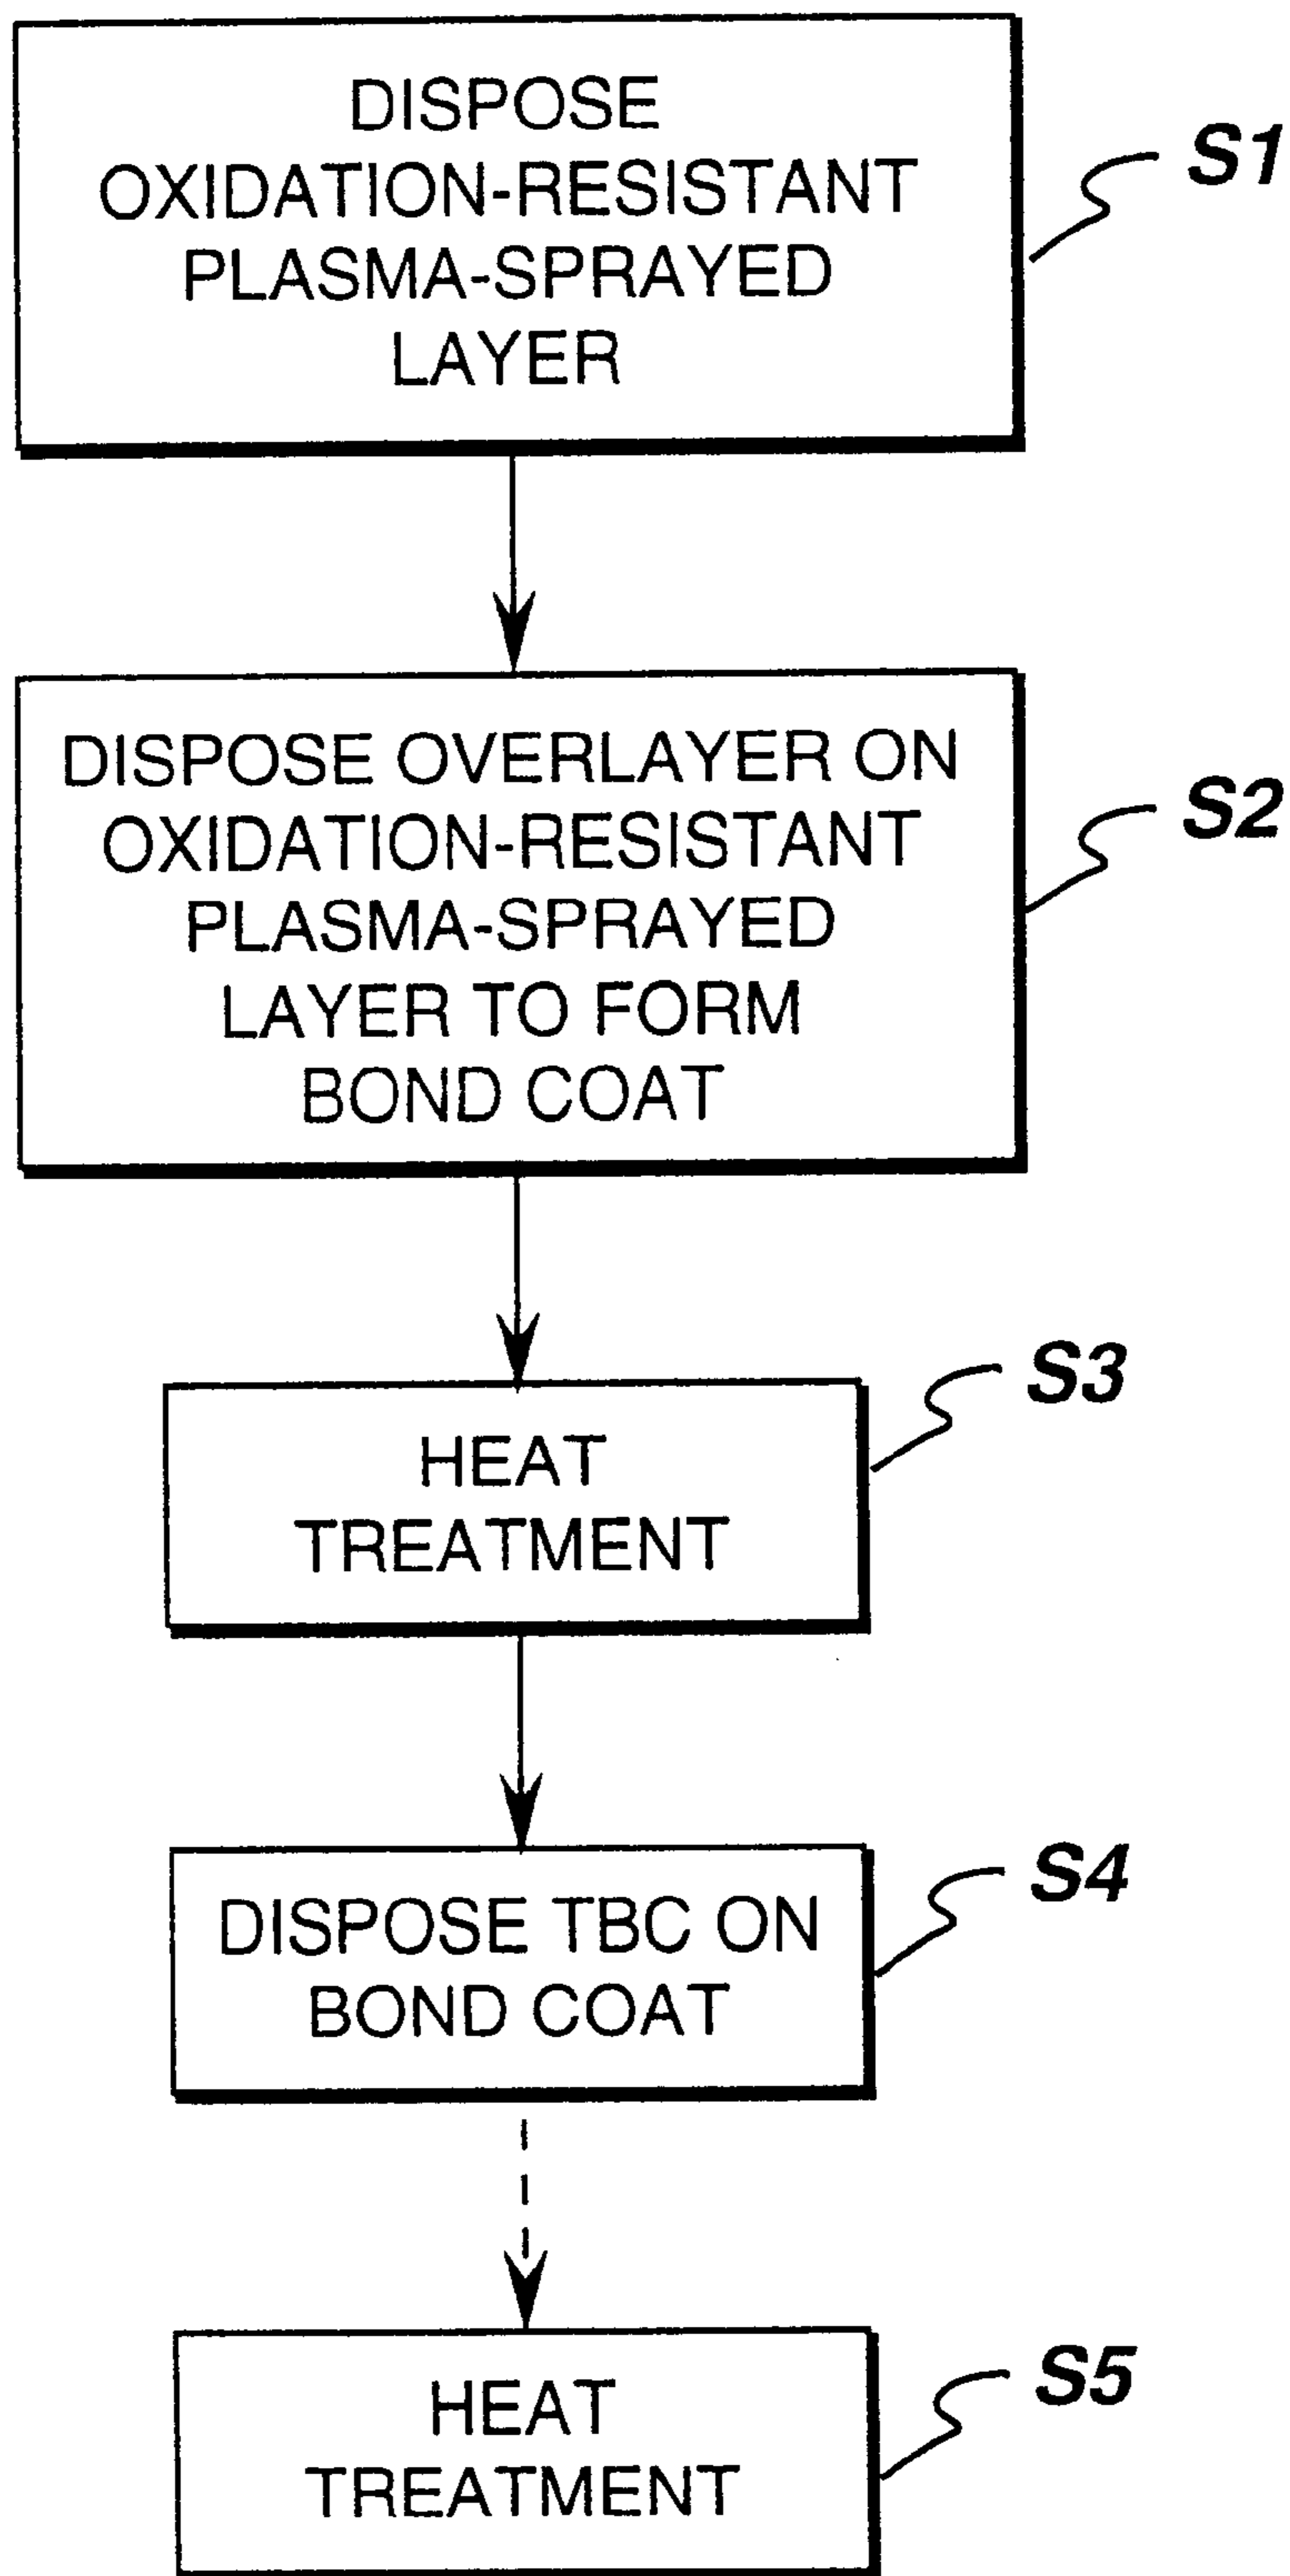 DISPOSE
OXIDATION-RESISTANT
PLASMA-SPRAYED
LAYER
S1
DISPOSE OVERLAYER ON
OXIDATION-RESISTANT
PLASMA-SPRAYED
LAYER TO FORM
BOND COAT
S2
HEAT
TREATMENT
S3
DISPOSE TBC ON
BOND COAT
S4
HEAT
TREATMENT
S5